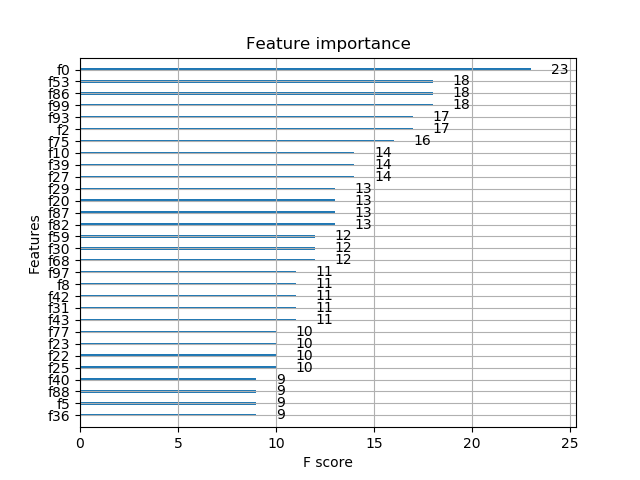 Feature importance
f0 23
f53 18
f86 18
f99 18
f93 17
f2 17
f75 16
f10 14
f39 14
f27 14
f29 13
f20 13
f87 13
f82 13
f59 12
f30 12
f68 12
f97 11
f8 11
f42 11
f31 11
f43 11
f77 10
f23 10
f22 10
f25 10
f40 9
f88 9
f5 9
f36 9
Features
0 5 10 15 20 25
F score